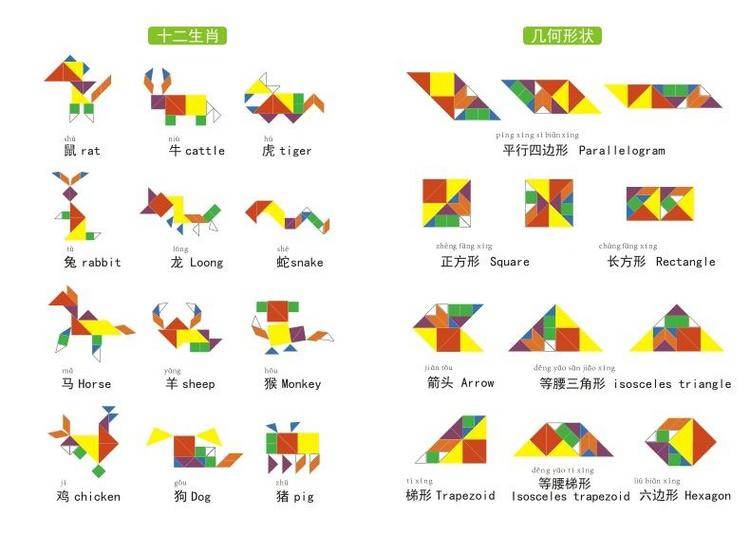 十二生肖
shǔ niú hǔ
鼠 rat 牛 cattle 虎 tiger
tù lóng shé
兔 rabbit 龙 Loong 蛇snake
mǎ yáng hóu
马 Horse 羊 sheep 猴 Monkey
jī gǒu zhū
鸡 chicken 狗 Dog 猪 pig
几何形状
píng xíng sì biān xíng
平行四边形 Parallelogram
zhèng fāng xíng cháng fāng xíng
正方形 Square 长方形 Rectangle
jiàn tóu děng yāo sān jiǎo xíng
箭头 Arrow 等腰三角形 isosceles triangle
tī xíng děng yāo tī xíng liù biān xíng
梯形 Trapezoid 等腰梯形 Isosceles trapezoid 六边形 Hexagon